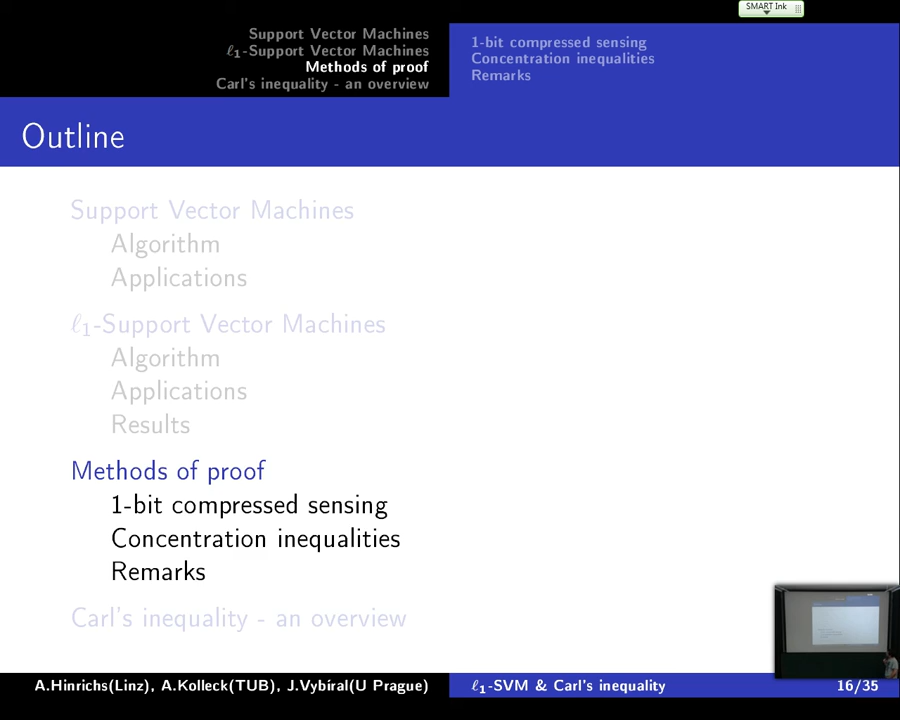 SMART Ink
Support Vector Machines
ℓ1-Support Vector Machines
Methods of proof
Carl's inequality - an overview
1-bit compressed sensing
Concentration inequalities
Remarks
Outline
Support Vector Machines
Algorithm
Applications
ℓ1-Support Vector Machines
Algorithm
Applications
Results
Methods of proof
1-bit compressed sensing
Concentration inequalities
Remarks
Carl's inequality - an overview
A.Hinrichs(Linz), A.Kolleck(TUB), J.Vybíral(U Prague)
ℓ1-SVM & Carl's inequality
16/35